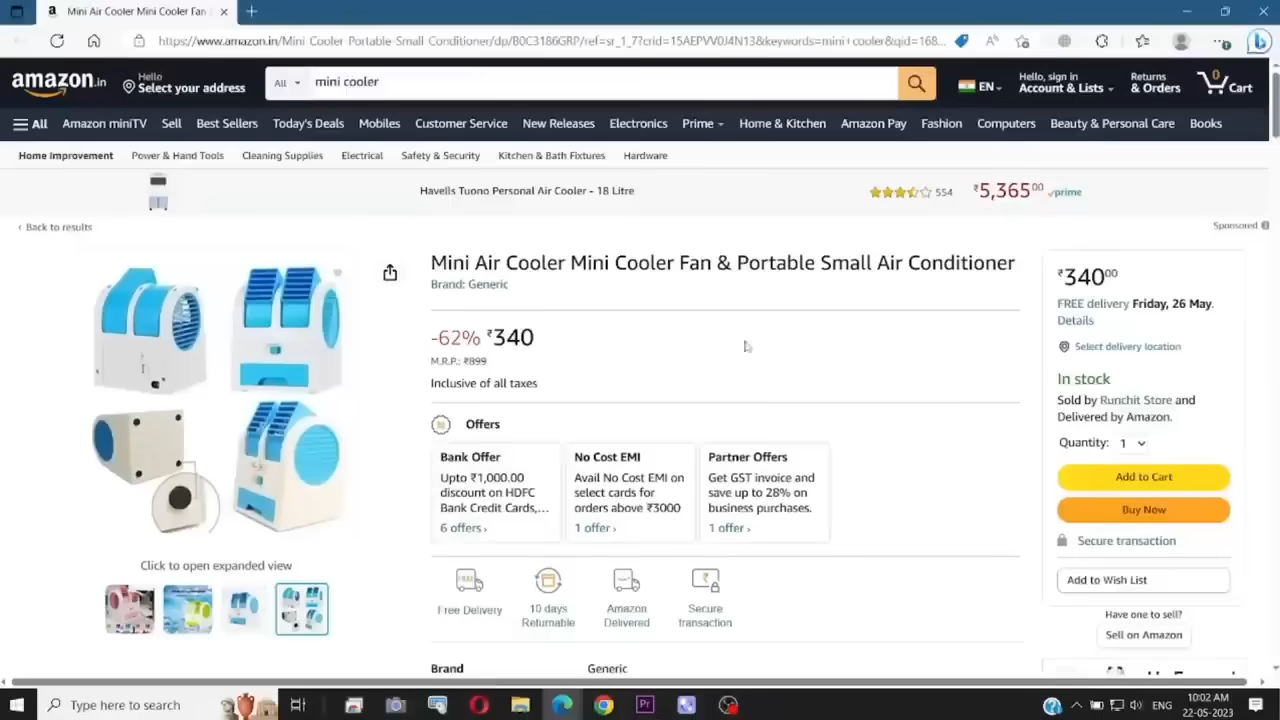 Mini Air Cooler Mini Cooler Fan
https://www.amazon.in/Mini-Cooler-Portable-Small-Conditioner/dp/B0C3186GRP/ref=sr_1_7?crid=15AEPVV0J4N13&keywords=mini+cooler&qid=168...
amazon.in
Hello
Select your address
All
mini cooler
EN
Hello, sign in
Account & Lists
Returns
& Orders
0
Cart
All Amazon miniTV Sell Best Sellers Today's Deals Mobiles Customer Service New Releases Electronics Prime Home & Kitchen Amazon Pay Fashion Computers Beauty & Personal Care Books
Home Improvement Power & Hand Tools Cleaning Supplies Electrical Safety & Security Kitchen & Bath Fixtures Hardware
Havells Tuono Personal Air Cooler - 18 Litre
554
₹5,36500
prime
‹ Back to results
Sponsored
Mini Air Cooler Mini Cooler Fan & Portable Small Air Conditioner
Brand: Generic
-62% ₹340
M.R.P.: ₹899
Inclusive of all taxes
Offers
Bank Offer
Upto ₹1,000.00
discount on HDFC
Bank Credit Cards,...
6 offers ›
No Cost EMI
Avail No Cost EMI on
select cards for
orders above ₹3000
1 offer ›
Partner Offers
Get GST invoice and
save up to 28% on
business purchases.
1 offer ›
Click to open expanded view
Free Delivery
10 days
Returnable
Amazon
Delivered
Secure
transaction
Brand Generic
₹34000
FREE delivery Friday, 26 May.
Details
Select delivery location
In stock
Sold by Runchit Store and
Delivered by Amazon.
Quantity: 1
Add to Cart
Buy Now
Secure transaction
Add to Wish List
Have one to sell?
Sell on Amazon
Type here to search
Pr
ENG
10:02 AM
22-05-2023